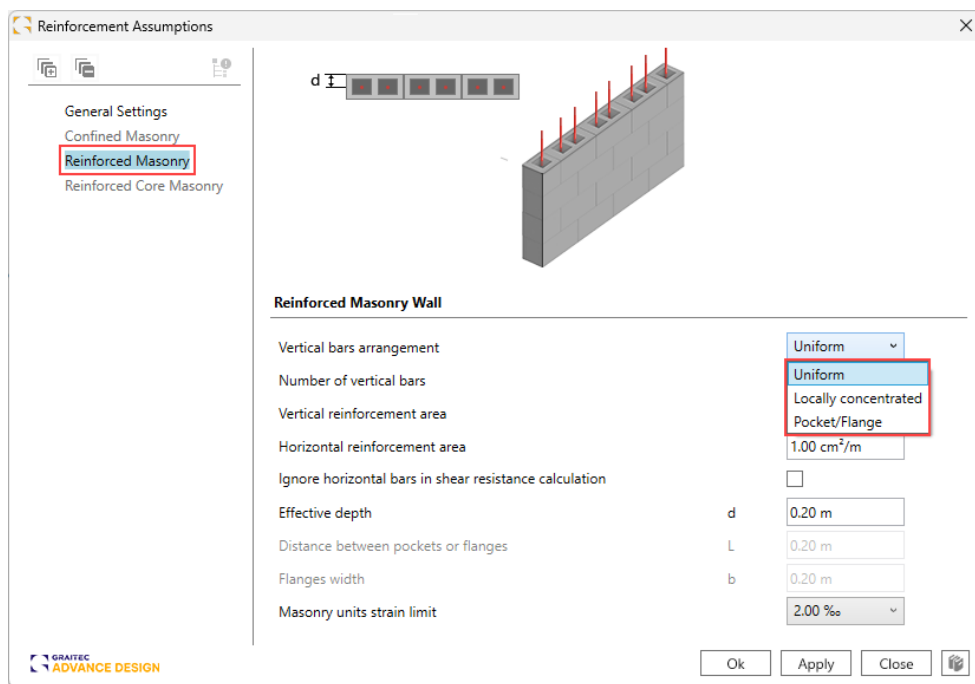 Reinforcement Assumptions
General Settings
Confined Masonry
Reinforced Masonry
Reinforced Core Masonry
d
Reinforced Masonry Wall
Vertical bars arrangement Uniform
Uniform
Locally concentrated
Pocket/Flange
Number of vertical bars
Vertical reinforcement area
Horizontal reinforcement area 1.00 cm²/m
Ignore horizontal bars in shear resistance calculation
Effective depth d 0.20 m
Distance between pockets or flanges L 0.20 m
Flanges width b 0.20 m
Masonry units strain limit 2.00 ‰
GRAITEC
ADVANCE DESIGN
Ok Apply Close